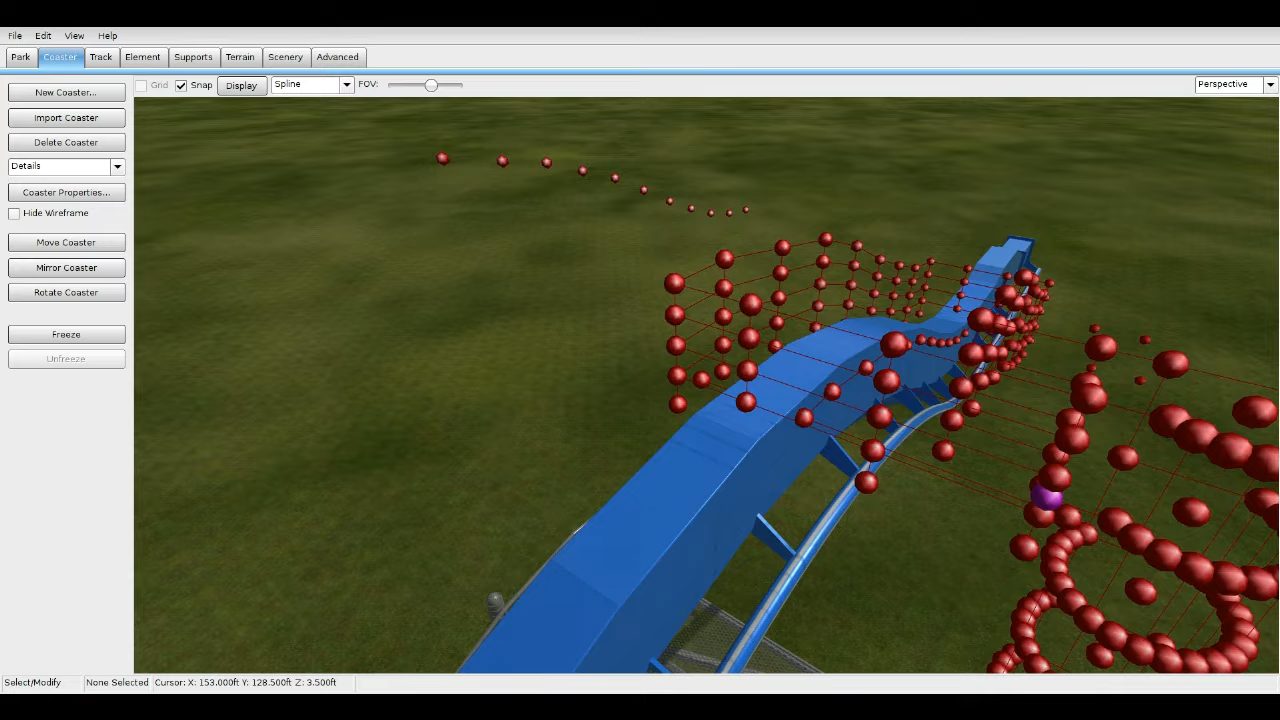 File Edit View Help
Park Coaster Track Element Supports Terrain Scenery Advanced
Grid Snap Display Spline FOV: Perspective
New Coaster...
Import Coaster
Delete Coaster
Details
Coaster Properties...
Hide Wireframe
Move Coaster
Mirror Coaster
Rotate Coaster
Freeze
Unfreeze
Select/Modify None Selected Cursor: X: 153.000ft Y: 128.500ft Z: 3.500ft